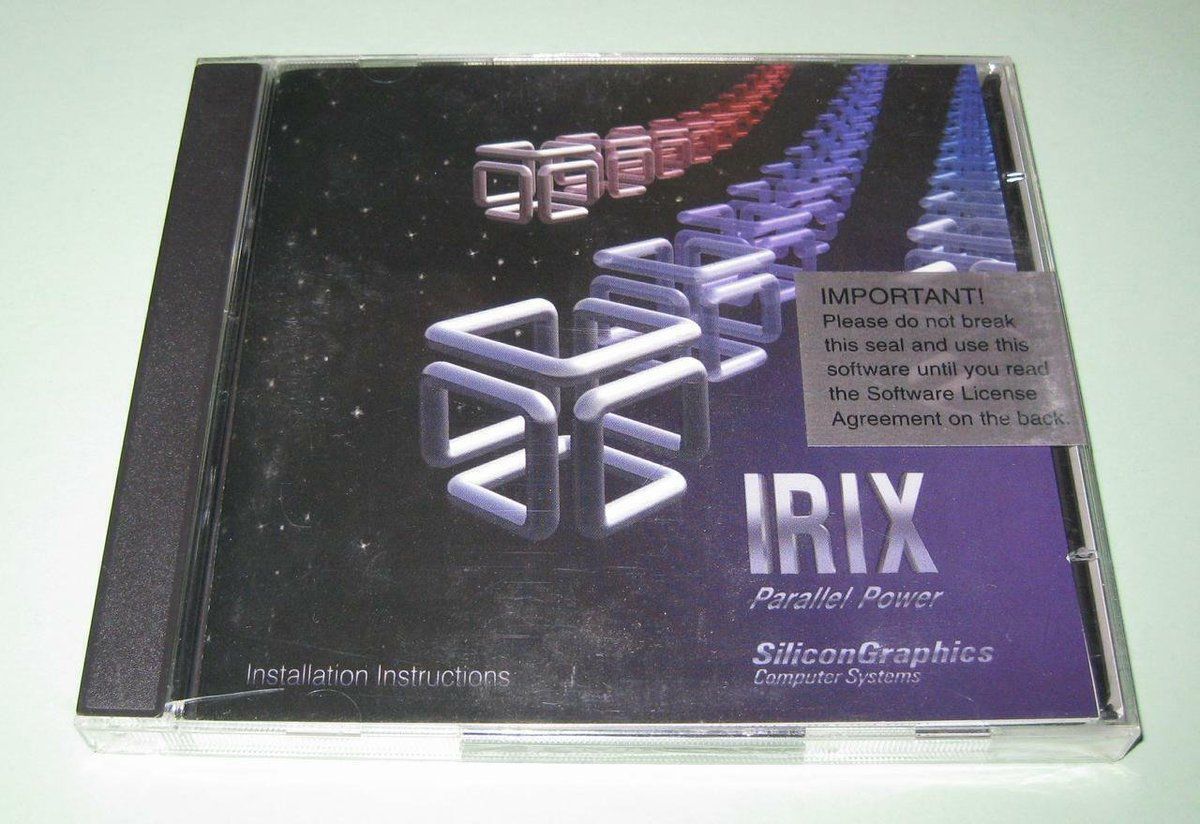 IMPORTANT!
Please do not break
this seal and use this
software until you read
the Software License
Agreement on the back.
IRIX
Parallel Power
SiliconGraphics
Computer Systems
Installation Instructions